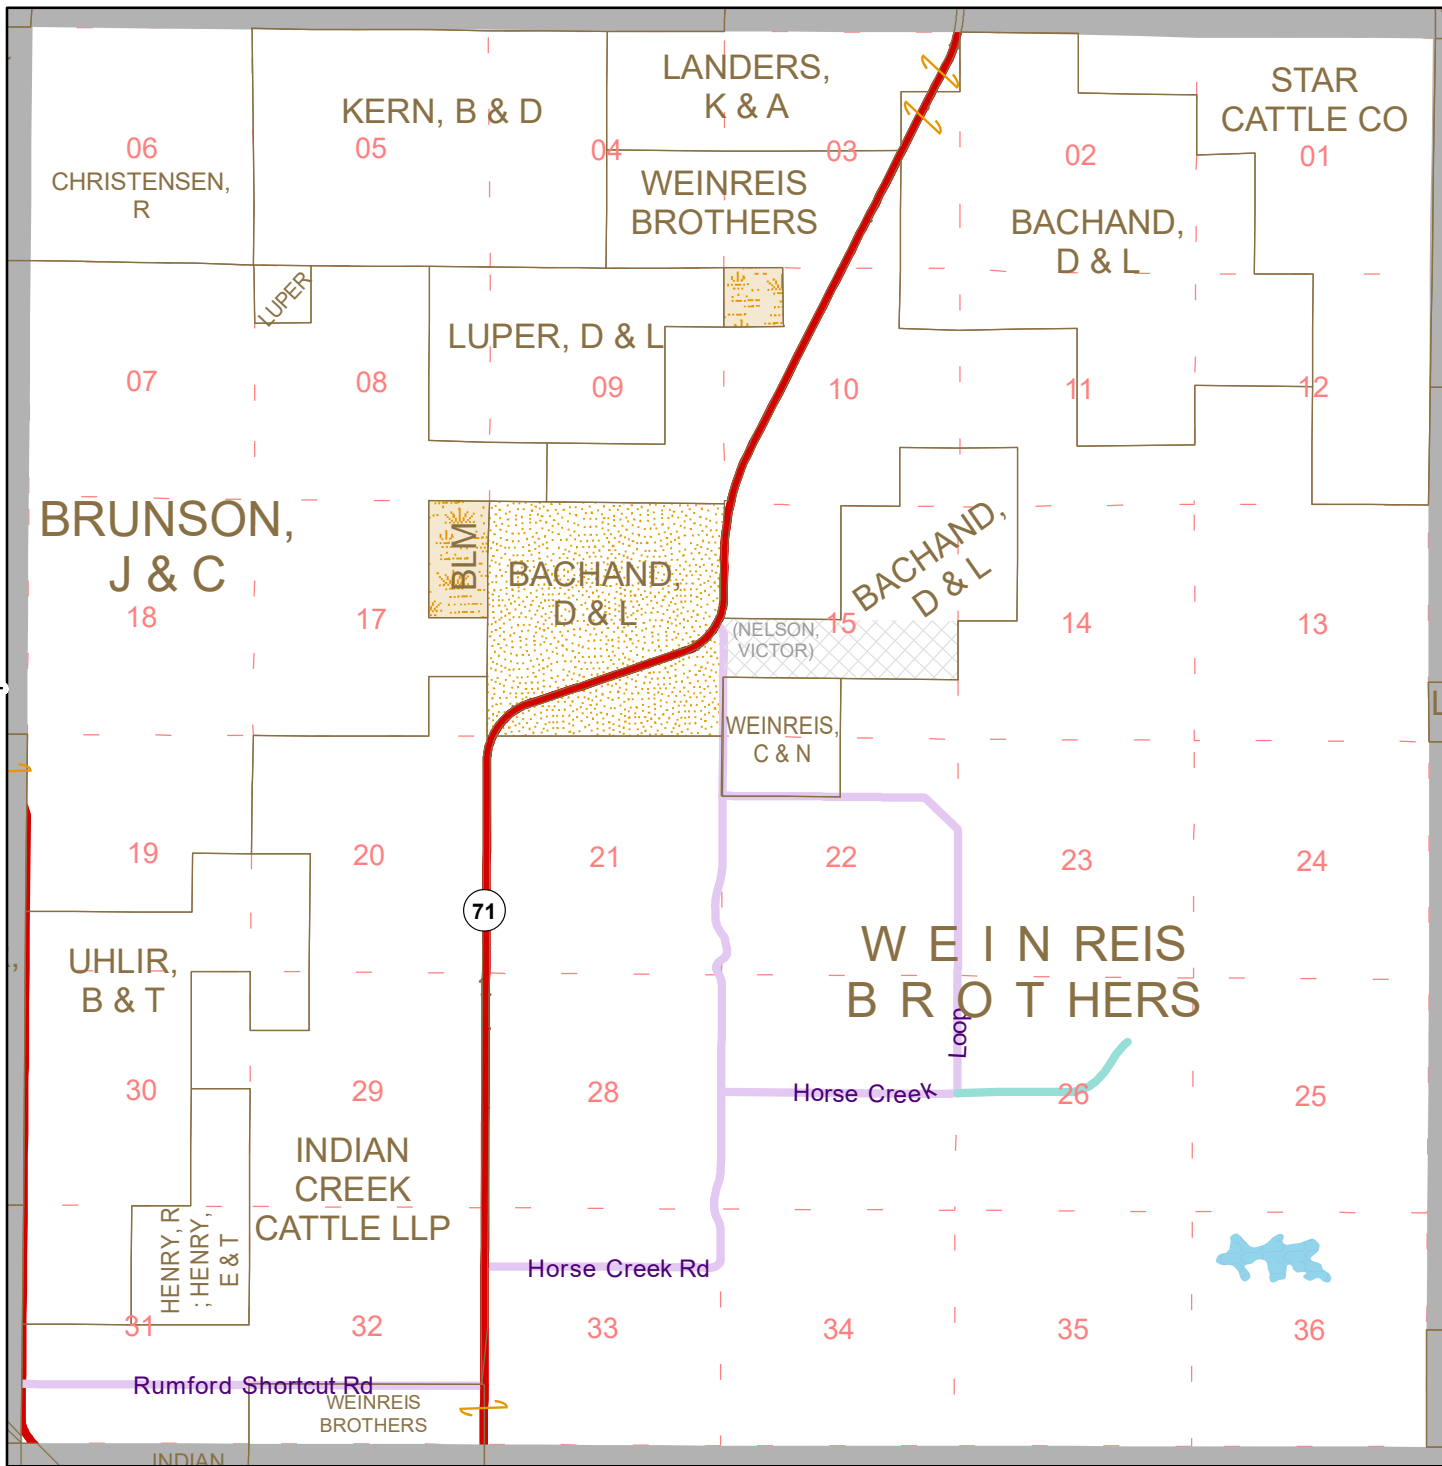 LANDERS,
K & A
STAR
CATTLE CO
KERN, B & D
06
05
04
03
02
01
CHRISTENSEN,
R
WEINREIS
BROTHERS
BACHAND,
D & L
LUPER
LUPER, D & L
07
08
09
10
11
12
BRUNSON,
J & C
BLM
BACHAND,
D & L
BACHAND,
D & L
18
17
(NELSON,
VICTOR)
15
14
13
WEINREIS,
C & N
L
19
20
21
22
23
24
71
UHLIR,
B & T
W E I N REIS
B R O T HERS
Loop
30
29
28
Horse Creek
26
25
INDIAN
CREEK
CATTLE LLP
HENRY, R
; HENRY,
E & T
Horse Creek Rd
31
32
33
34
35
36
Rumford Shortcut Rd
WEINREIS
BROTHERS
INDIAN